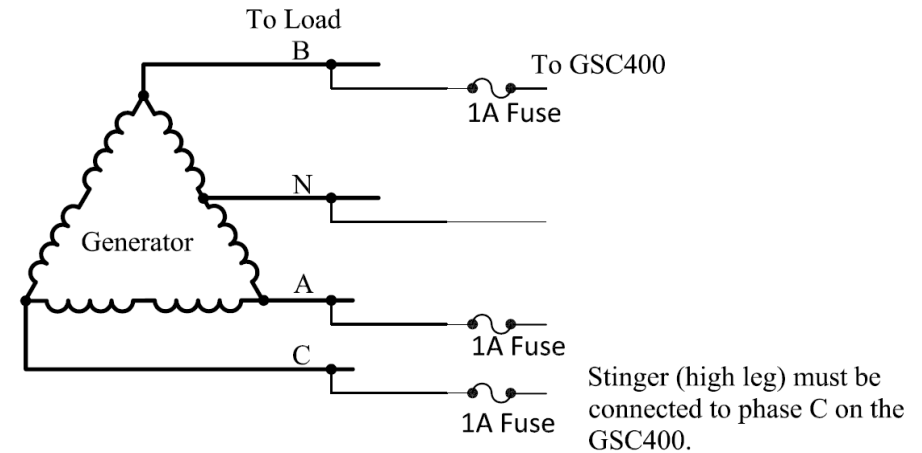 To Load
B
To GSC400
1A Fuse
N
Generator
A
1A Fuse
C
Stinger (high leg) must be
connected to phase C on the
GSC400.
1A Fuse